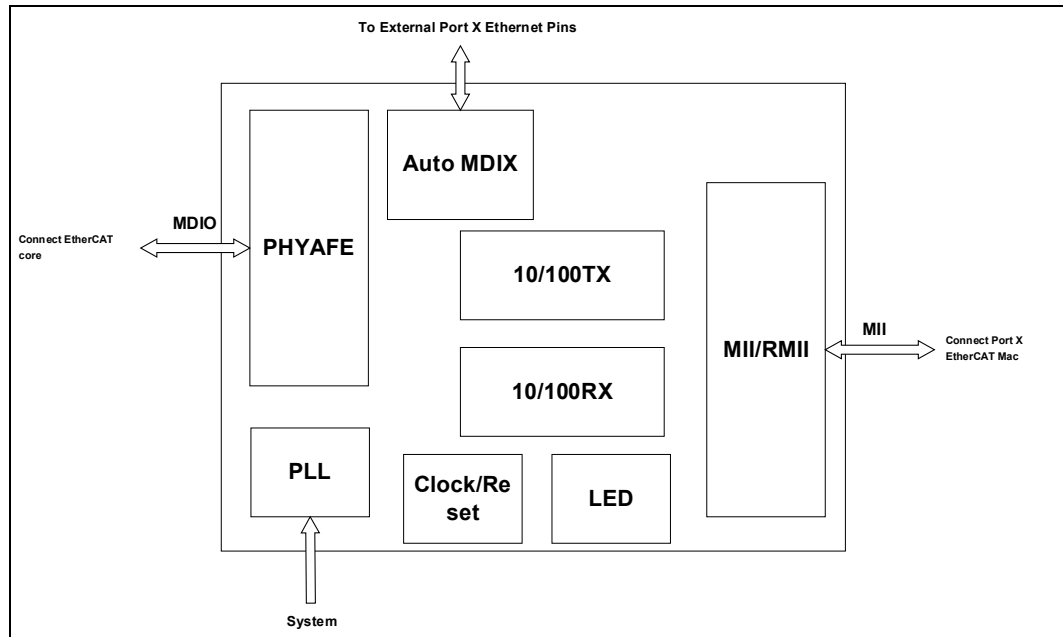 To External Port X Ethernet Pins
Auto MDIX
MDIO
Connect EtherCAT
core
PHYAFE
10/100TX
MII/RMII
MII
Connect Port X
EtherCAT Mac
10/100RX
PLL
Clock/Re
set
LED
System